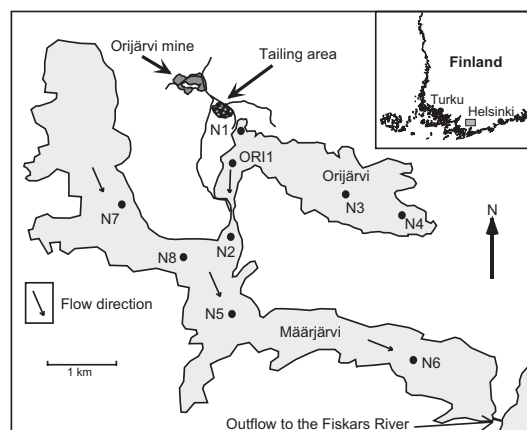 Orijärvi mine
Tailing area
Finland
Turku
Helsinki
N1
ORI1
Orijärvi
N3
N4
N
N7
N8
N2
Flow direction
N5
Määrjärvi
N6
1 km
Outflow to the Fiskars River